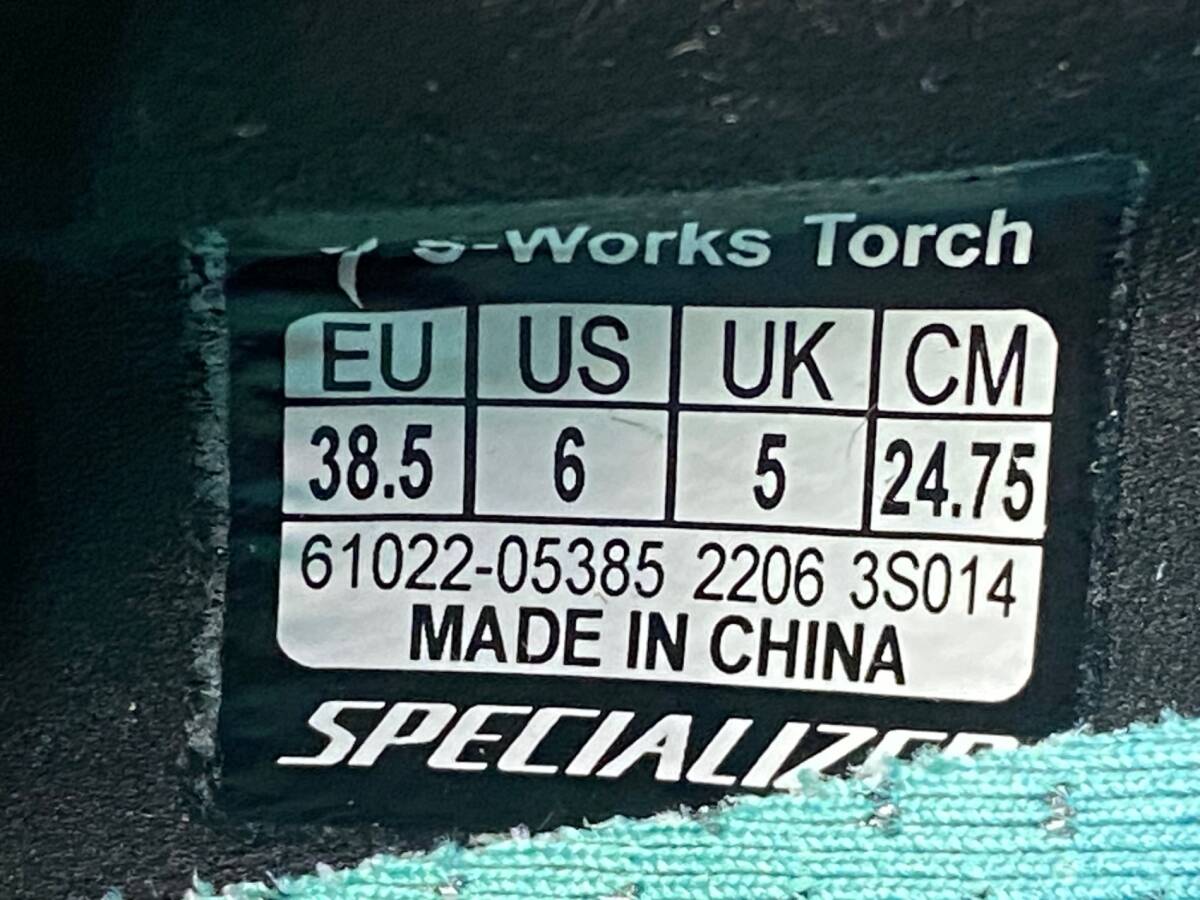 S-Works Torch
EU US UK CM
38.5 6 5 24.75
61022-05385 2206 3S014
MADE IN CHINA
SPECIALIZED